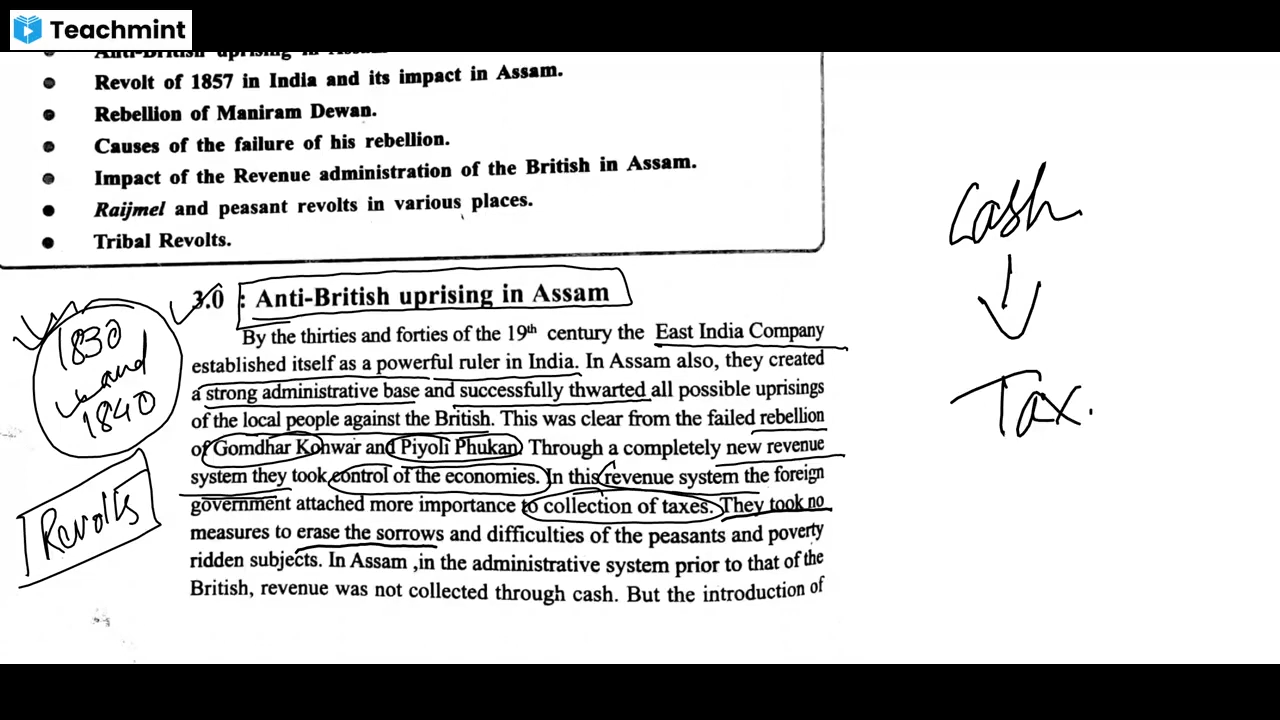 Teachmint
Anti-British uprising in Assam
Revolt of 1857 in India and its impact in Assam.
Rebellion of Maniram Dewan.
Causes of the failure of his rebellion.
Impact of the Revenue administration of the British in Assam.
Raijmel and peasant revolts in various places.
Tribal Revolts.
3.0 : Anti-British uprising in Assam
By the thirties and forties of the 19th century the East India Company
established itself as a powerful ruler in India. In Assam also, they created
a strong administrative base and successfully thwarted all possible uprisings
of the local people against the British. This was clear from the failed rebellion
of Gomdhar Konwar and Piyoli Phukan. Through a completely new revenue
system they took control of the economies. In this revenue system the foreign
government attached more importance to collection of taxes. They took no
measures to erase the sorrows and difficulties of the peasants and poverty
ridden subjects. In Assam ,in the administrative system prior to that of the
British, revenue was not collected through cash. But the introduction of
1830
and
1840
Revolts
Cash
Tax.